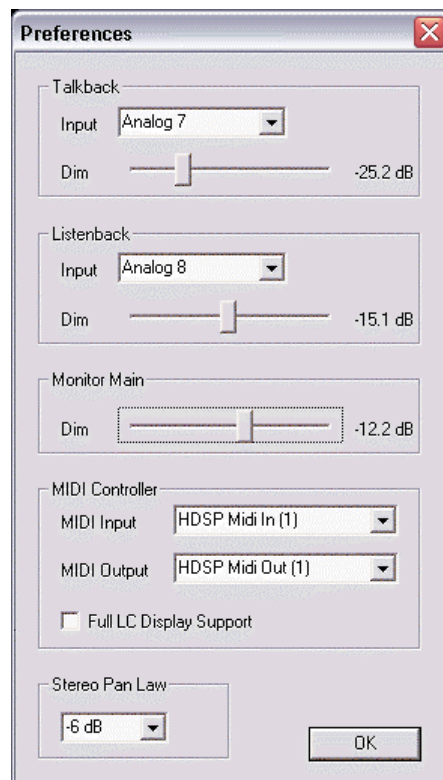 Preferences
Talkback
Input Analog 7
Dim -25.2 dB
Listenback
Input Analog 8
Dim -15.1 dB
Monitor Main
Dim -12.2 dB
MIDI Controller
MIDI Input HDSP Midi In (1)
MIDI Output HDSP Midi Out (1)
Full LC Display Support
Stereo Pan Law
-6 dB
OK